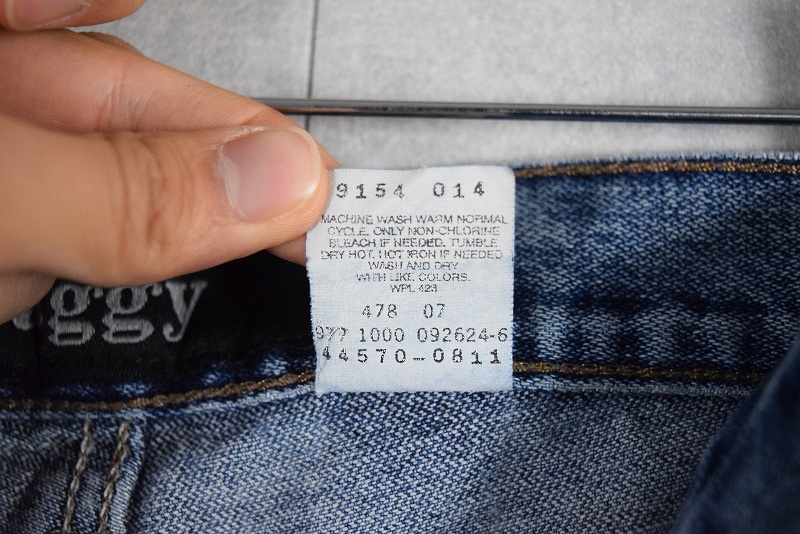 9154 014
MACHINE WASH WARM NORMAL
CYCLE. ONLY NON-CHLORINE
BLEACH IF NEEDED. TUMBLE
DRY HOT. HOT IRON IF NEEDED
WASH AND DRY
WITH LIKE COLORS.
WPL 423
478 07
977 1000 092624-6
44570-0811
ggy